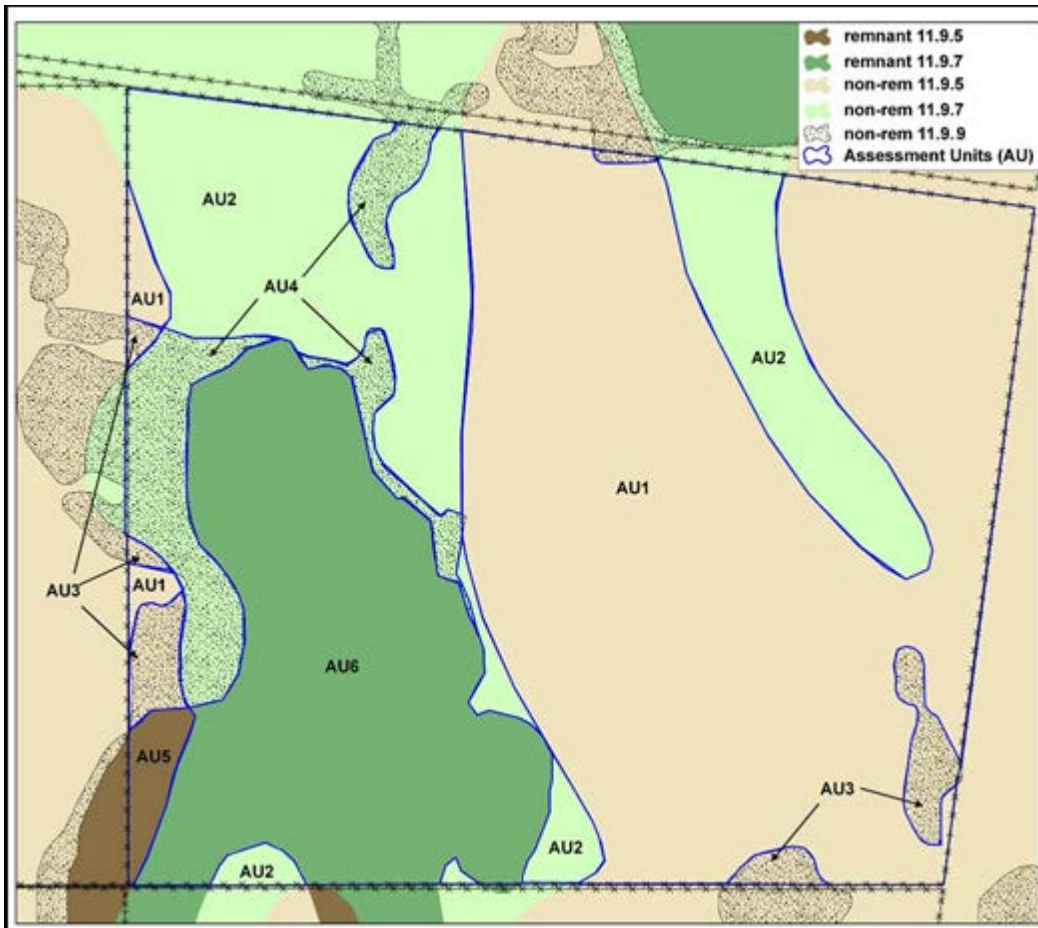 remnant 11.9.5
remnant 11.9.7
non-rem 11.9.5
non-rem 11.9.7
non-rem 11.9.9
Assessment Units (AU)
AU2
AU4
AU1
AU2
AU1
AU3
AU1
AU6
AU5
AU3
AU2
AU2